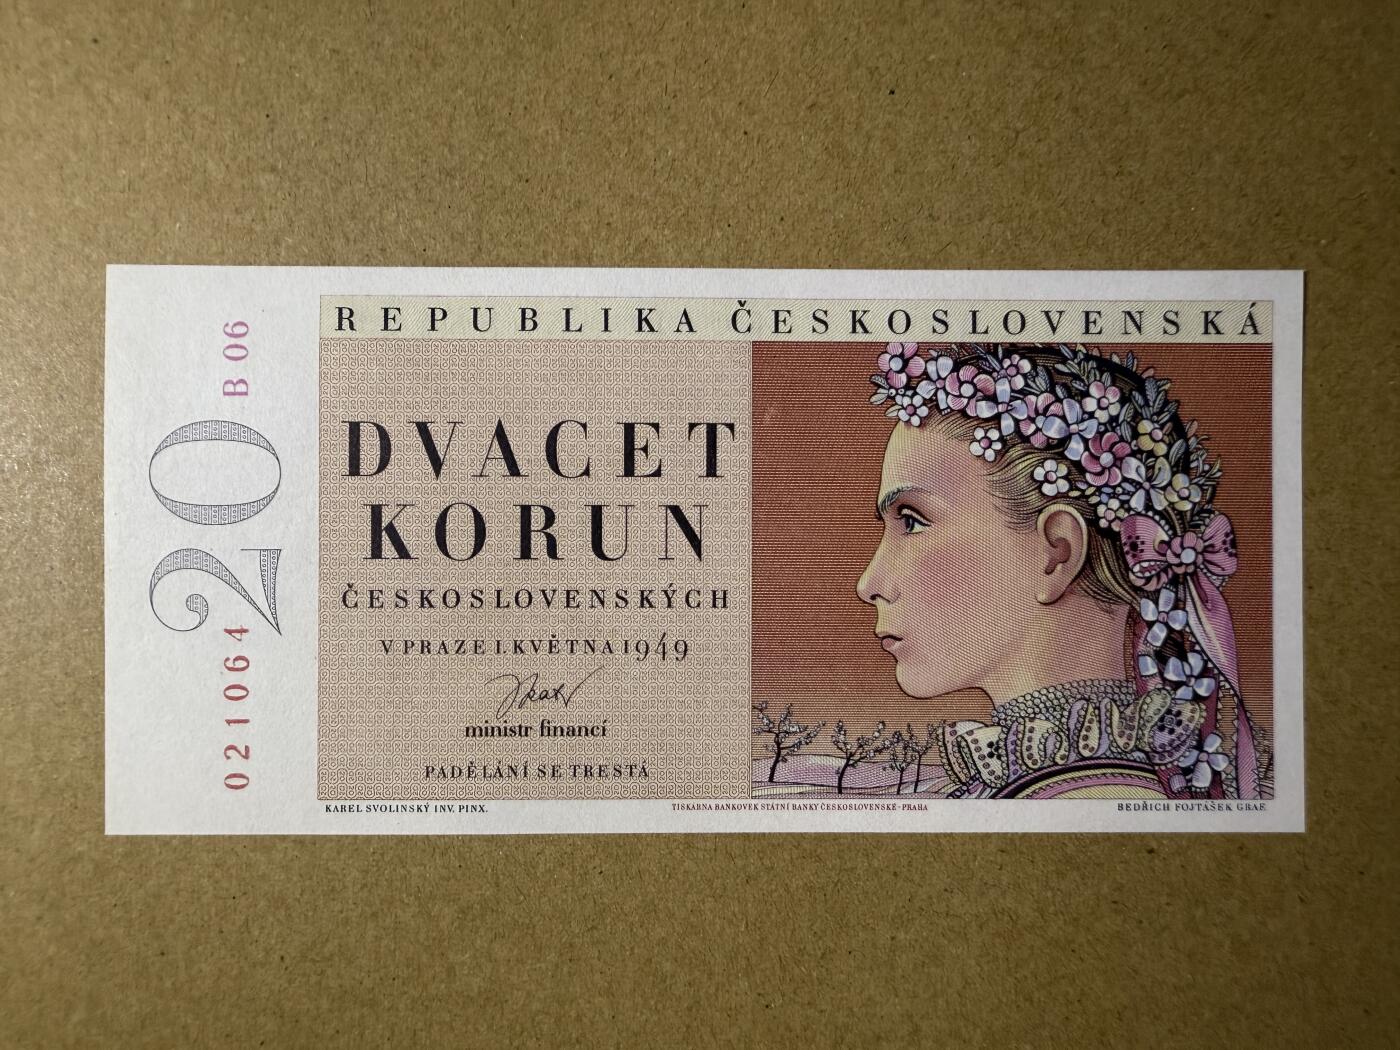 REPUBLIKA ČESKOSLOVENSKÁ
B 06
20
021064
DVACET
KORUN
ČESKOSLOVENSKÝCH
V PRAZE 1. KVĚTNA 1949
ministr financí
PADĚLÁNÍ SE TRESTÁ
KAREL SVOLINSKÝ INV. PINX.
TISKÁRNA BANKOVEK STÁTNÍ BANKY ČESKOSLOVENSKÉ - PRAHA
BEDŘICH FOJTÁŠEK GRAF.